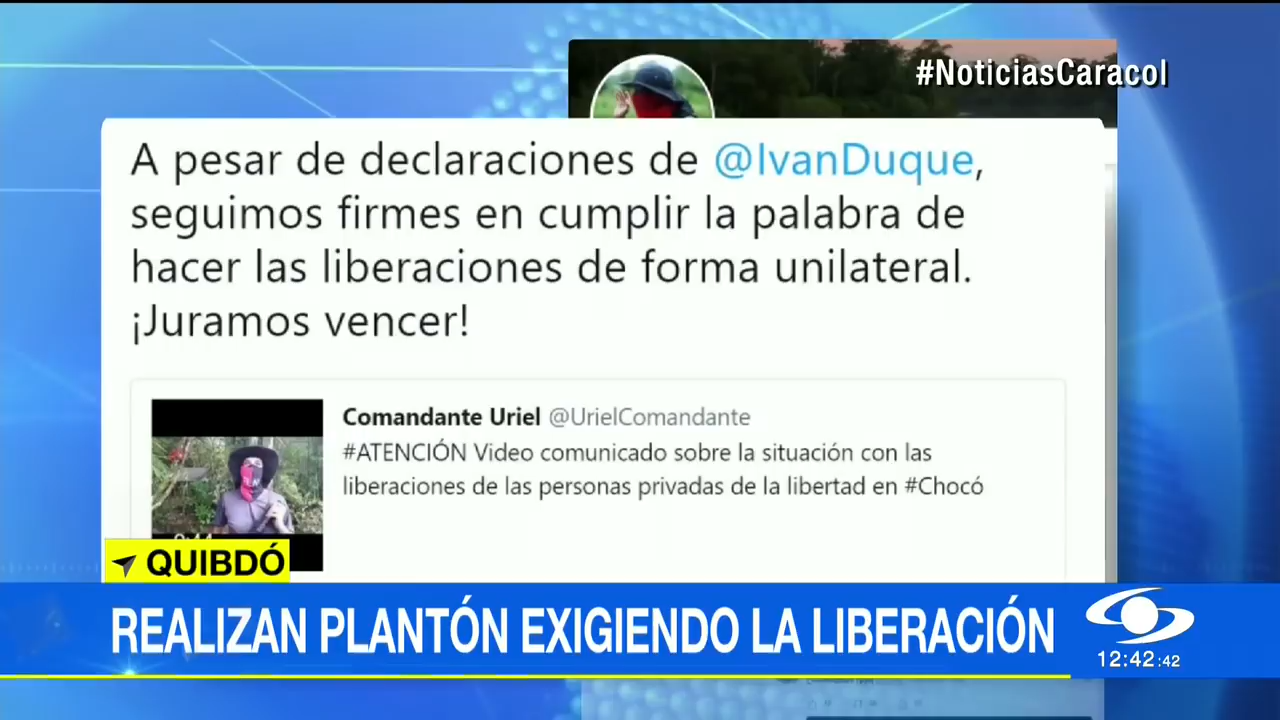 #NoticiasCaracol
A pesar de declaraciones de @IvanDuque,
seguimos firmes en cumplir la palabra de
hacer las liberaciones de forma unilateral.
¡Juramos vencer!
Comandante Uriel @UrielComandante
#ATENCIÓN Video comunicado sobre la situación con las
liberaciones de las personas privadas de la libertad en #Chocó
QUIBDÓ
REALIZAN PLANTÓN EXIGIENDO LA LIBERACIÓN
12:42:42